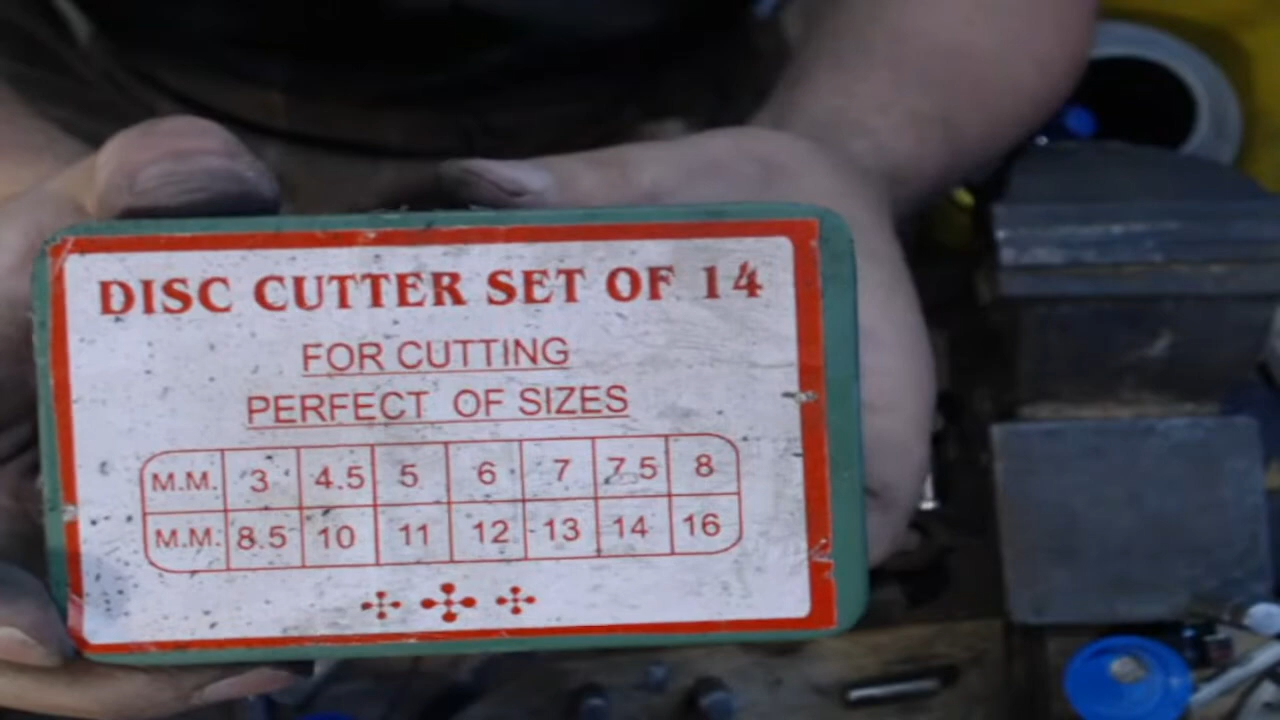 DISC CUTTER SET OF 14
FOR CUTTING
PERFECT OF SIZES
M.M. 3 4.5 5 6 7 7.5 8
M.M. 8.5 10 11 12 13 14 16